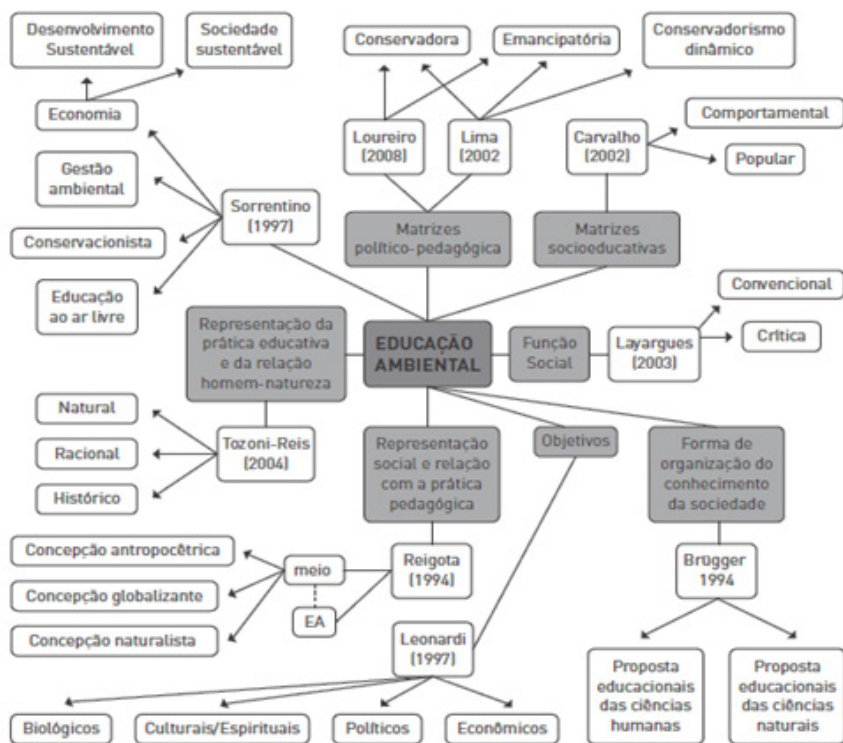 Desenvolvimento
Sustentável
Sociedade
sustentável
Conservadora
Emancipatória
Conservadorismo
dinâmico
Economia
Loureiro
(2008)
Lima
(2002
Carvalho
(2002)
Comportamental
Popular
Gestão
ambiental
Sorrentino
(1997)
Conservacionista
Matrizes
político-pedagógica
Matrizes
socioeducativas
Educação
ao ar livre
Convencional
Representação da
prática educativa
e da relação
homem-natureza
EDUCAÇÃO
AMBIENTAL
Função
Social
Layargues
(2003)
Crítica
Natural
Racional
Histórico
Tozoni-Reis
(2004)
Representação
social e relação
com a prática
pedagógica
Objetivos
Forma de
organização do
conhecimento
da sociedade
Concepção antropocêtrica
Concepção globalizante
Concepção naturalista
meio
EA
Reigota
(1994)
Brügger
1994
Leonardi
(1997)
Proposta
educacionais
das ciências
humanas
Proposta
educacionais
das ciências
naturais
Biológicos
Culturais/Espirituais
Políticos
Econômicos